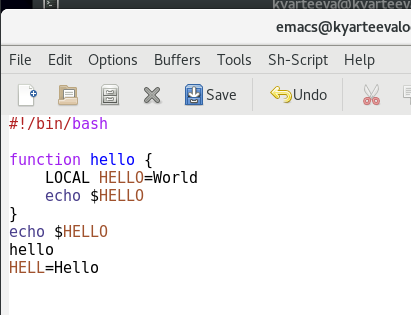 kyarteeva@kyarteev
emacs@kyarteevalo
File Edit Options Buffers Tools Sh-Script Help
Save Undo
#!/bin/bash
function hello {
LOCAL HELLO=World
echo $HELLO
}
echo $HELLO
hello
HELL=Hello